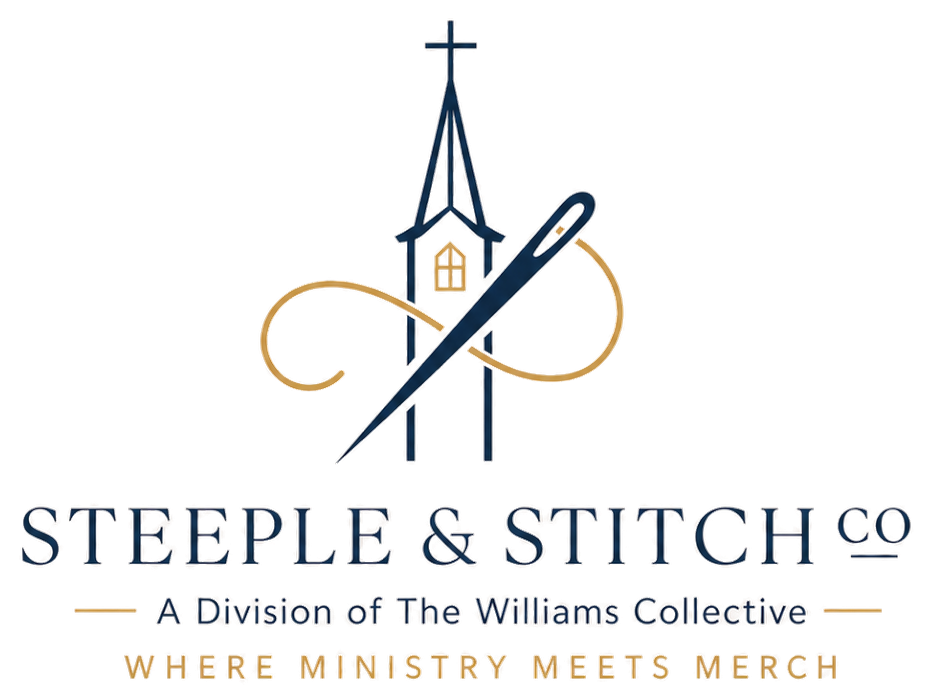 STEEPLE & STITCH CO
A Division of The Williams Collective
WHERE MINISTRY MEETS MERCH